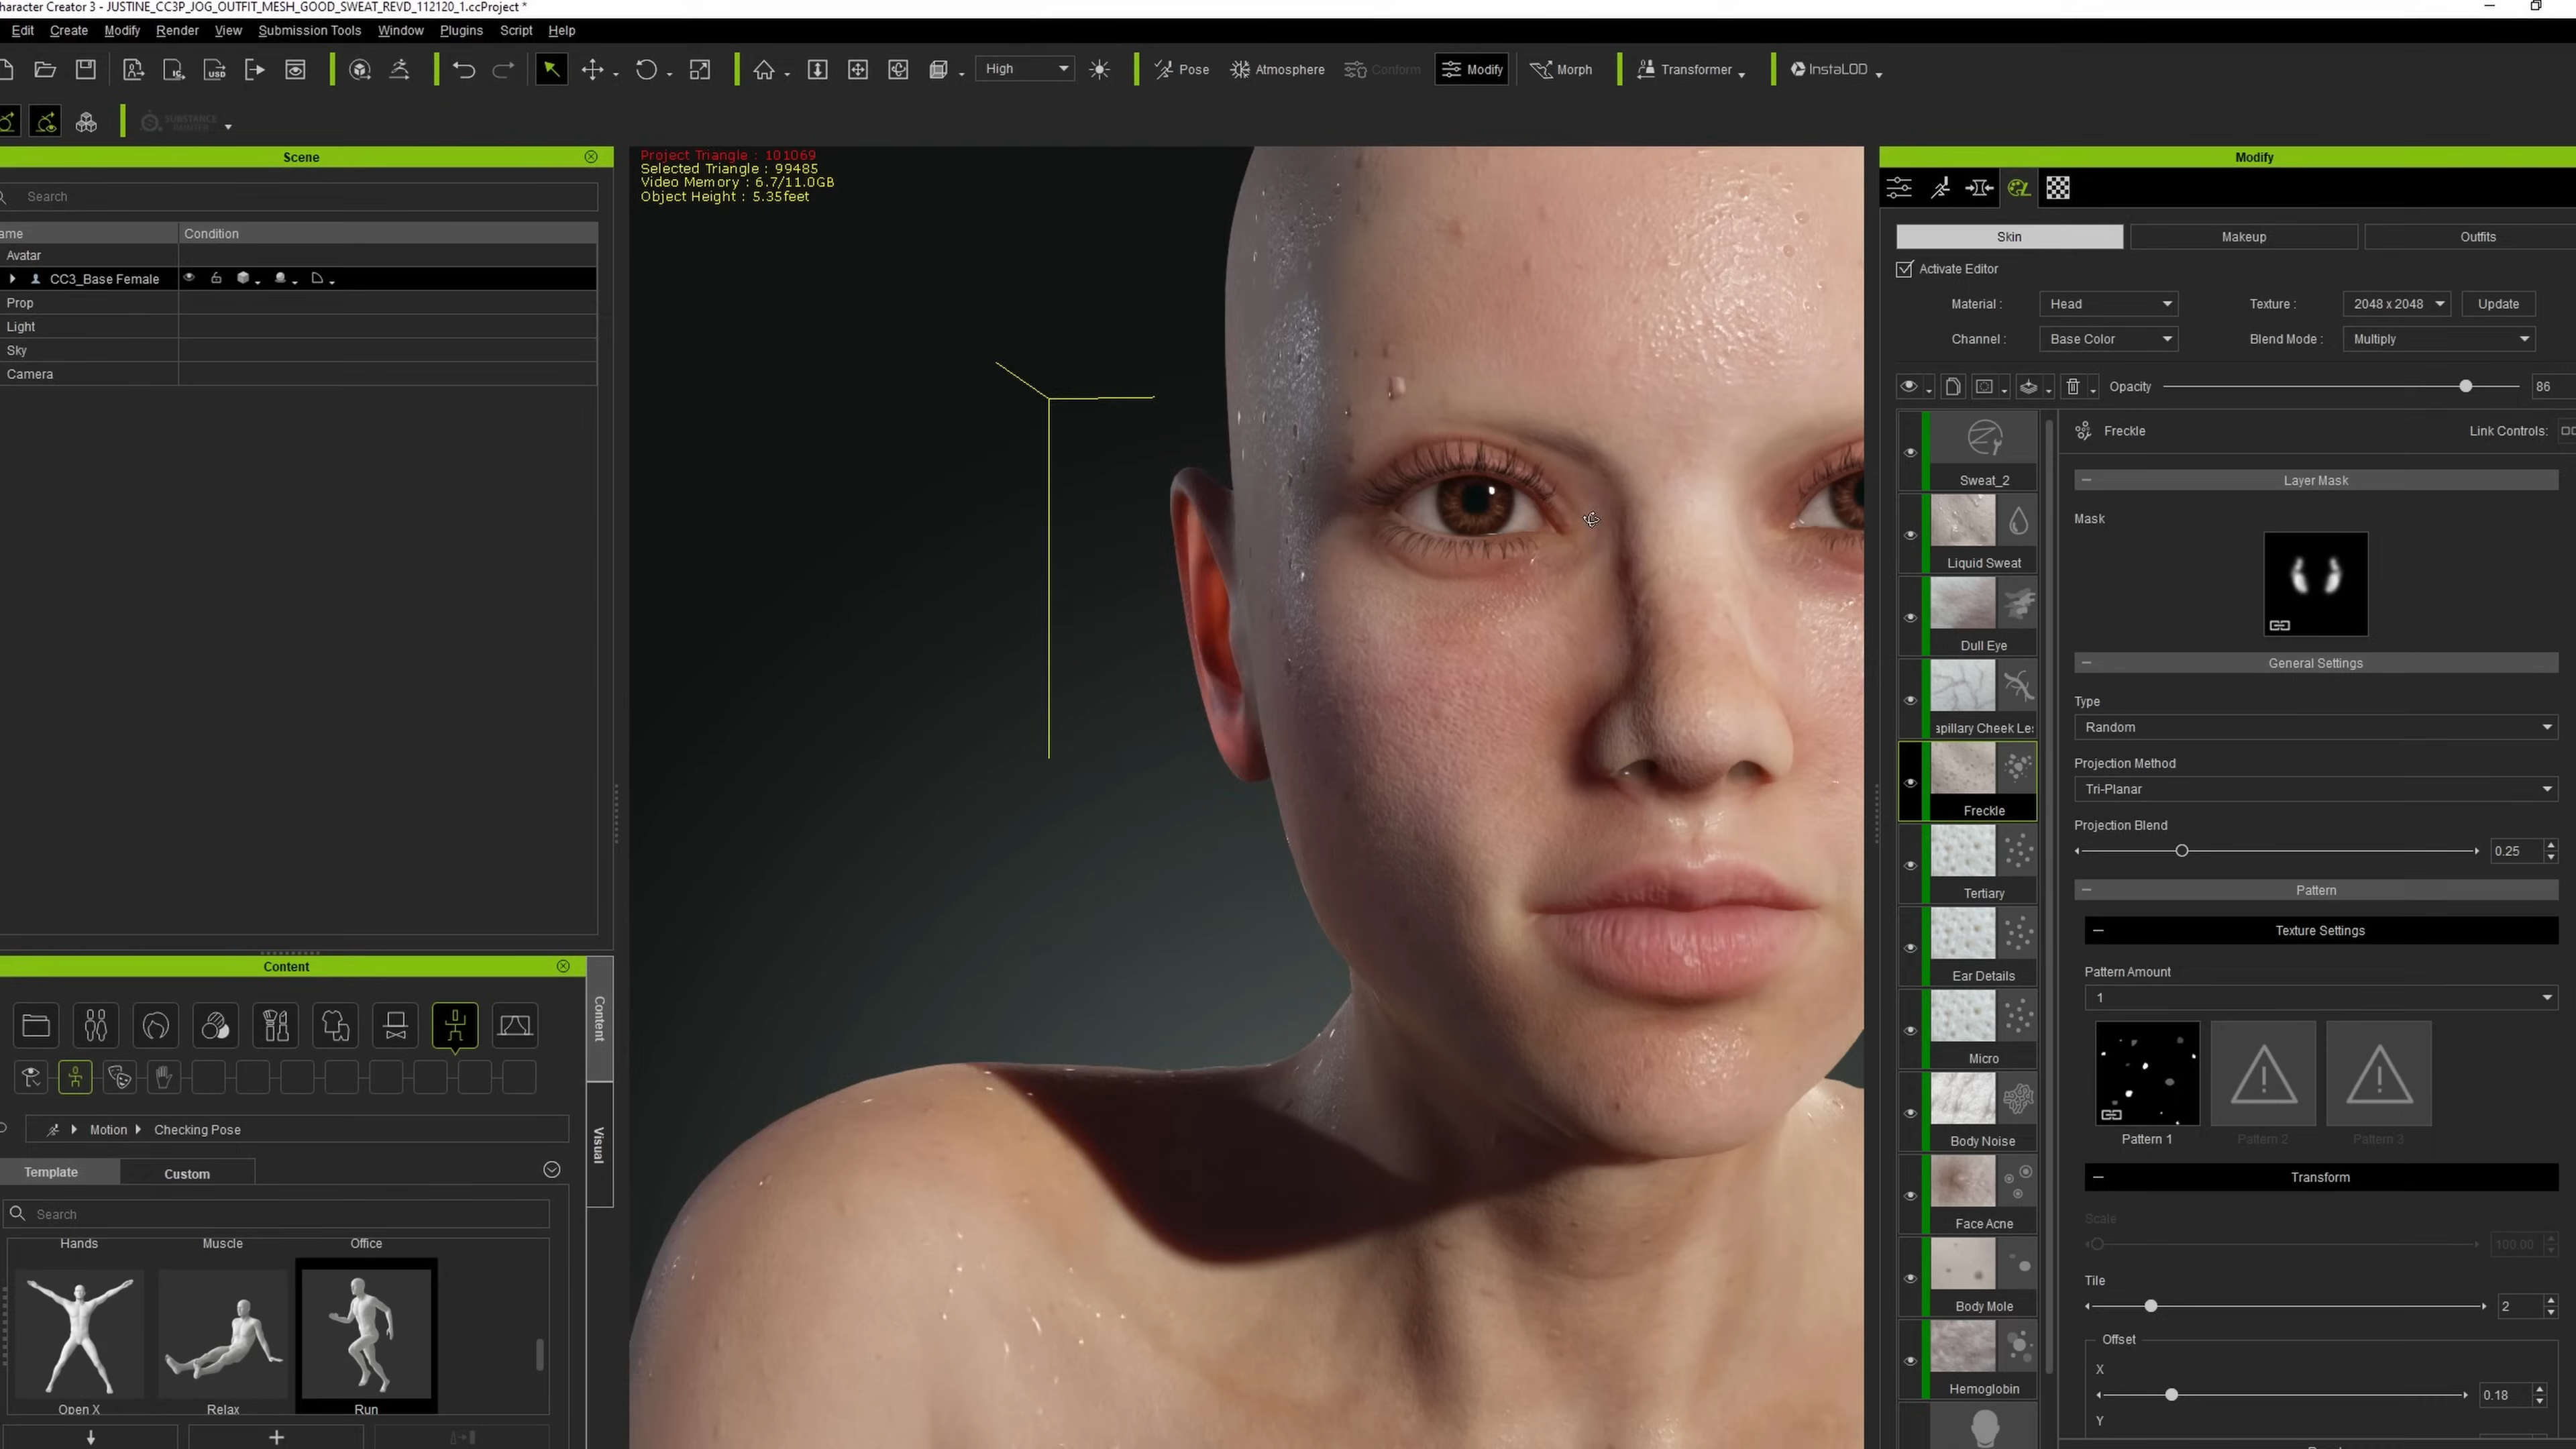 haracter Creator 3 - JUSTINE_CC3P_JOG_OUTFIT_MESH_GOOD_SWEAT_REVD_112120_1.ccProject *
Edit Create Modify Render View Submission Tools Window Plugins Script Help
High Pose Atmosphere Conform Modify Morph Transformer InstaLOD
SUBSTANCE PAINTER
Scene
Search
ame Condition
Avatar
CC3_Base Female
Prop
Light
Sky
Camera
Project Triangle : 101069
Selected Triangle : 99485
Video Memory : 6.7/11.0GB
Object Height : 5.35feet
Content
Content
Visual
Motion Checking Pose
Template Custom
Search
Hands Muscle Office
Open X Relax Run
Modify
Skin Makeup Outfits
Activate Editor
Material : Head Texture : 2048 x 2048 Update
Channel : Base Color Blend Mode : Multiply
Opacity 86
Sweat_2
Liquid Sweat
Dull Eye
apillary Cheek Le
Freckle
Tertiary
Ear Details
Micro
Body Noise
Face Acne
Body Mole
Hemoglobin
Freckle Link Controls:
Layer Mask
Mask
General Settings
Type
Random
Projection Method
Tri-Planar
Projection Blend
0.25
Pattern
Texture Settings
Pattern Amount
1
Pattern 1 Pattern 2 Pattern 3
Transform
Scale
100.00
Tile
2
Offset
X
0.18
Y